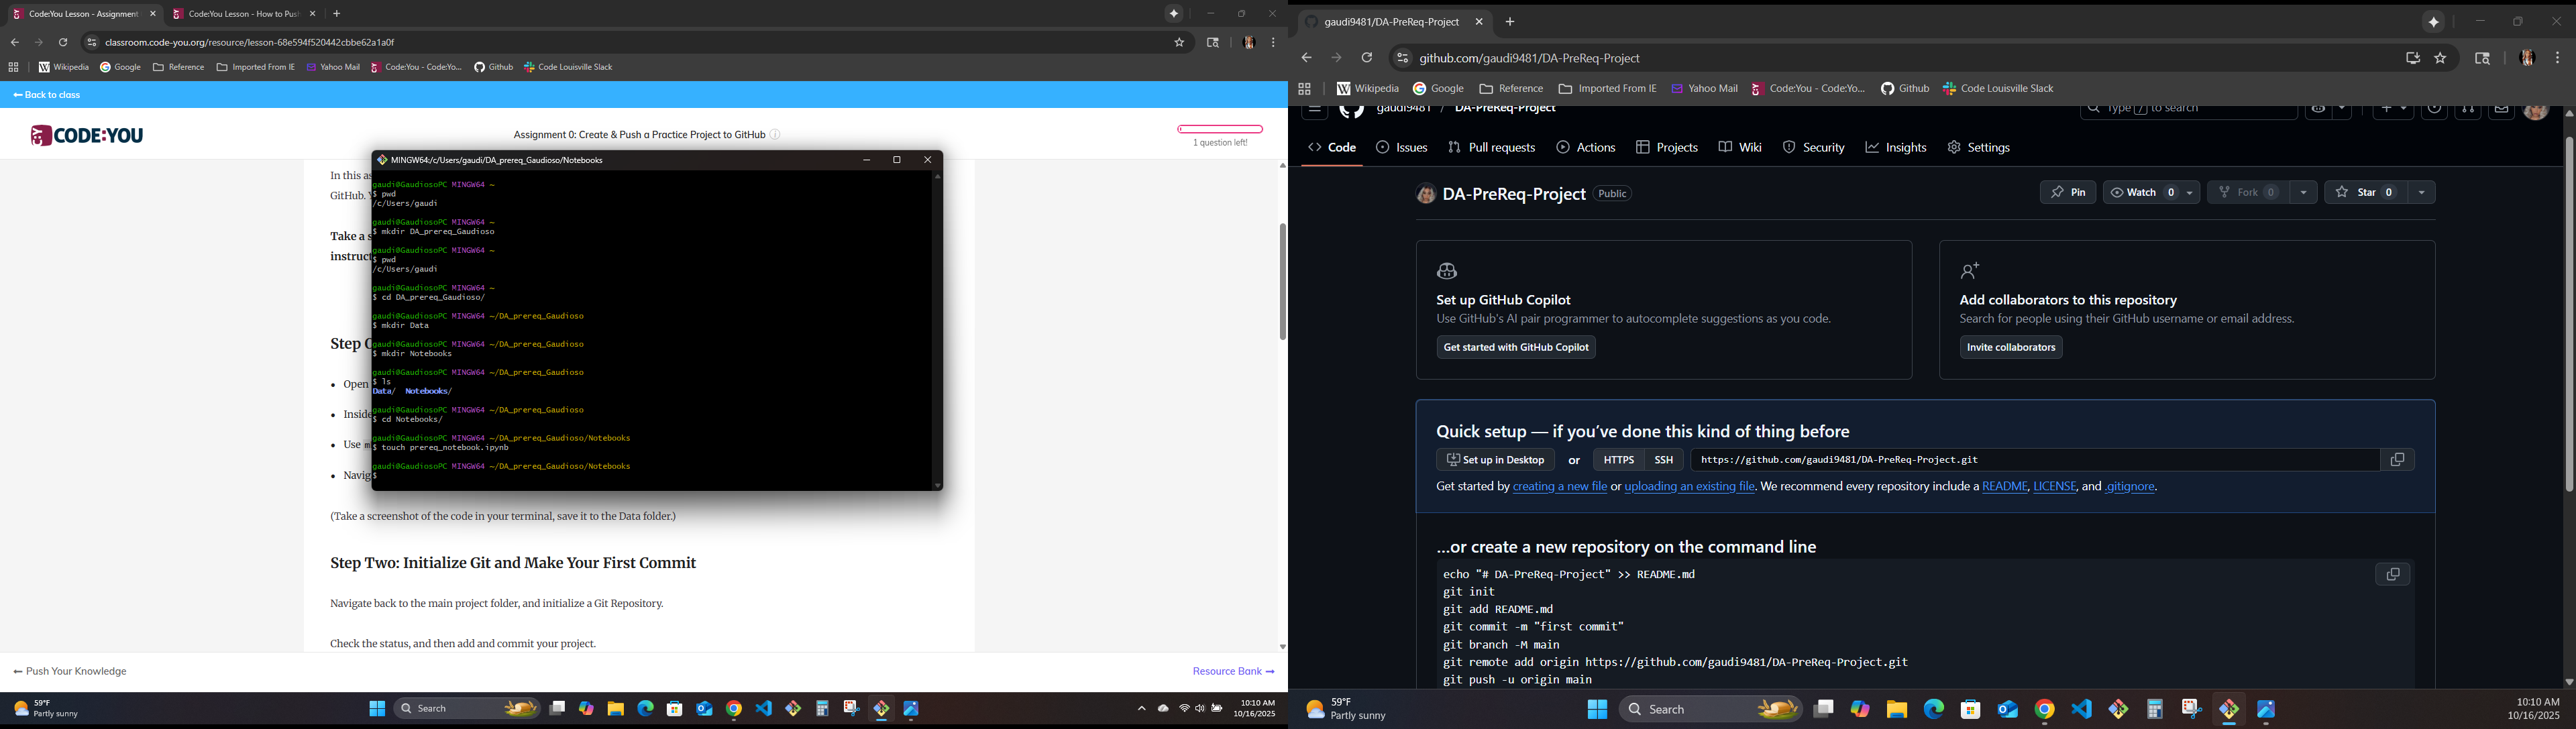 Code:You Lesson - Assignment
Code:You Lesson - How to Pus
classroom.code-you.org/resource/lesson-68e594f520442cbbe62a1a0f
Wikipedia Google Reference Imported From IE Yahoo Mail Code:You - Code:Yo... Github Code Louisville Slack
Back to class
CODE:YOU
Assignment 0: Create & Push a Practice Project to GitHub
1 question left!
In this as
GitHub.
Take a s
instruct
Step O
Open
Inside
Use m
Navig
MINGW64:/c/Users/gaudi/DA_prereq_Gaudioso/Notebooks
gaudi@GaudiosoPC MINGW64 ~
$ pwd
/c/Users/gaudi
gaudi@GaudiosoPC MINGW64 ~
$ mkdir DA_prereq_Gaudioso
gaudi@GaudiosoPC MINGW64 ~
$ pwd
/c/Users/gaudi
gaudi@GaudiosoPC MINGW64 ~
$ cd DA_prereq_Gaudioso/
gaudi@GaudiosoPC MINGW64 ~/DA_prereq_Gaudioso
$ mkdir Data
gaudi@GaudiosoPC MINGW64 ~/DA_prereq_Gaudioso
$ mkdir Notebooks
gaudi@GaudiosoPC MINGW64 ~/DA_prereq_Gaudioso
$ ls
Data/ Notebooks/
gaudi@GaudiosoPC MINGW64 ~/DA_prereq_Gaudioso
$ cd Notebooks/
gaudi@GaudiosoPC MINGW64 ~/DA_prereq_Gaudioso/Notebooks
$ touch prereq_notebook.ipynb
gaudi@GaudiosoPC MINGW64 ~/DA_prereq_Gaudioso/Notebooks
$
(Take a screenshot of the code in your terminal, save it to the Data folder.)
Step Two: Initialize Git and Make Your First Commit
Navigate back to the main project folder, and initialize a Git Repository.
Check the status, and then add and commit your project.
Push Your Knowledge
Resource Bank
59°F
Partly sunny
Search
10:10 AM
10/16/2025
gaudi9481/DA-PreReq-Project
github.com/gaudi9481/DA-PreReq-Project
Wikipedia Google Reference Imported From IE Yahoo Mail Code:You - Code:Yo... Github Code Louisville Slack
gaudi9481 / DA-PreReq-Project
Type / to search
Code Issues Pull requests Actions Projects Wiki Security Insights Settings
DA-PreReq-Project Public
Pin Watch 0 Fork 0 Star 0
Set up GitHub Copilot
Use GitHub's AI pair programmer to autocomplete suggestions as you code.
Get started with GitHub Copilot
Add collaborators to this repository
Search for people using their GitHub username or email address.
Invite collaborators
Quick setup — if you've done this kind of thing before
Set up in Desktop or HTTPS SSH https://github.com/gaudi9481/DA-PreReq-Project.git
Get started by creating a new file or uploading an existing file. We recommend every repository include a README, LICENSE, and .gitignore.
...or create a new repository on the command line
echo "# DA-PreReq-Project" >> README.md
git init
git add README.md
git commit -m "first commit"
git branch -M main
git remote add origin https://github.com/gaudi9481/DA-PreReq-Project.git
git push -u origin main
59°F
Partly sunny
Search
10:10 AM
10/16/2025